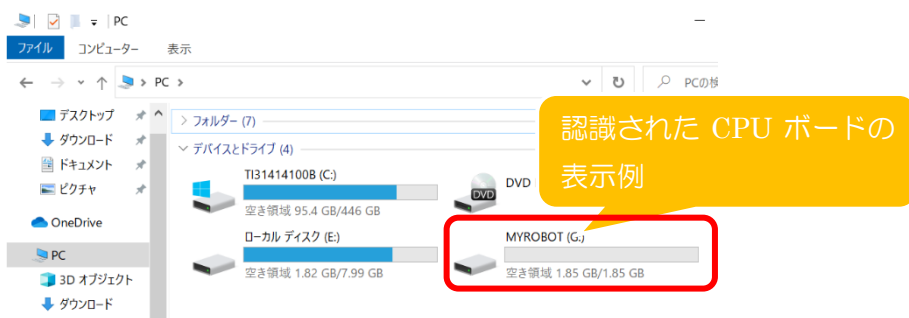 PC
ファイル コンピューター 表示
PC
デスクトップ
ダウンロード
ドキュメント
ピクチャ
OneDrive
PC
3D オブジェクト
ダウンロード
フォルダー (7)
デバイスとドライブ (4)
TI31414100B (C:)
空き領域 95.4 GB/446 GB
DVD
DVD
ローカル ディスク (E:)
空き領域 1.82 GB/7.99 GB
MYROBOT (G:)
空き領域 1.85 GB/1.85 GB
認識された CPU ボードの
表示例